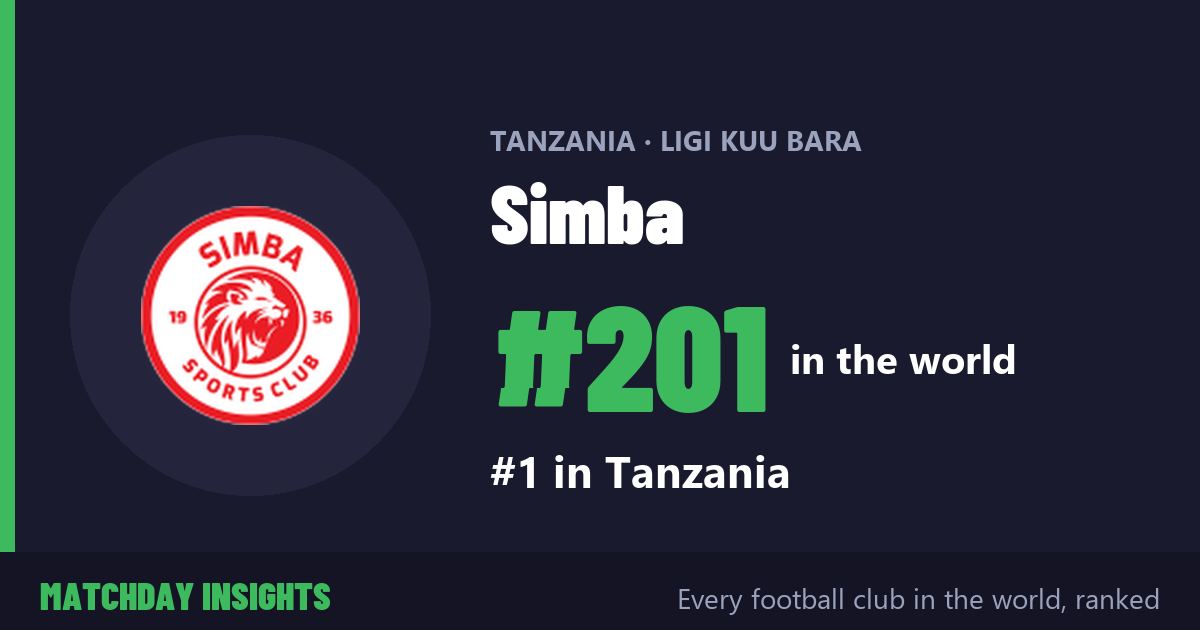 TANZANIA · LIGI KUU BARA
Simba
SIMBA
19 36
SPORTS CLUB
#201 in the world
#1 in Tanzania
MATCHDAY INSIGHTS
Every football club in the world, ranked